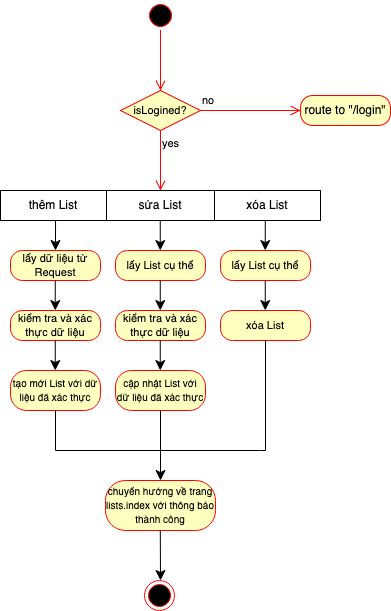 isLogined?
no
route to "/login"
yes
thêm List
sửa List
xóa List
lấy dữ liệu từ
Request
lấy List cụ thể
lấy List cụ thể
kiểm tra và xác
thực dữ liệu
kiểm tra và xác
thực dữ liệu
xóa List
tạo mới List với dữ
liệu đã xác thực
cập nhật List với
dữ liệu đã xác thực
chuyển hướng về trang
lists.index với thông báo
thành công